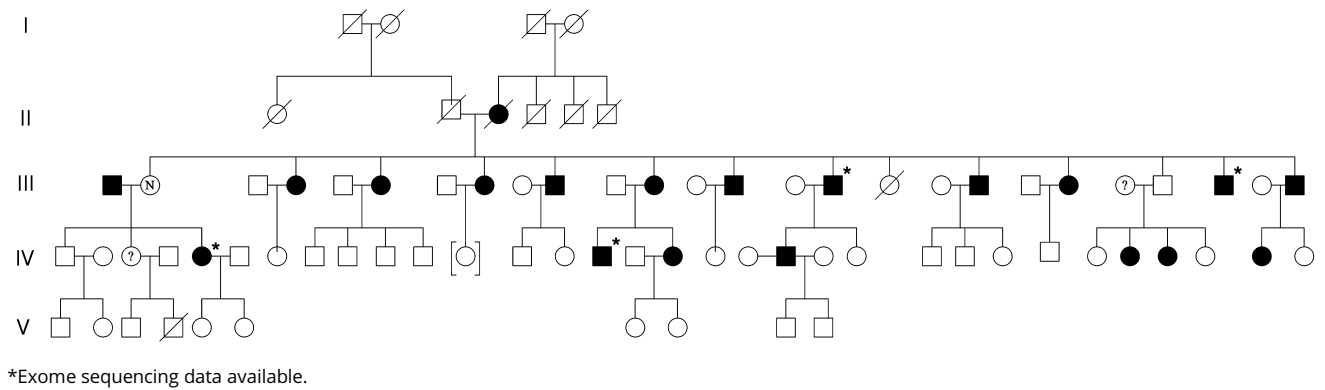 I
II
III
N
*
?
*
IV
?
*
*
V
*Exome sequencing data available.